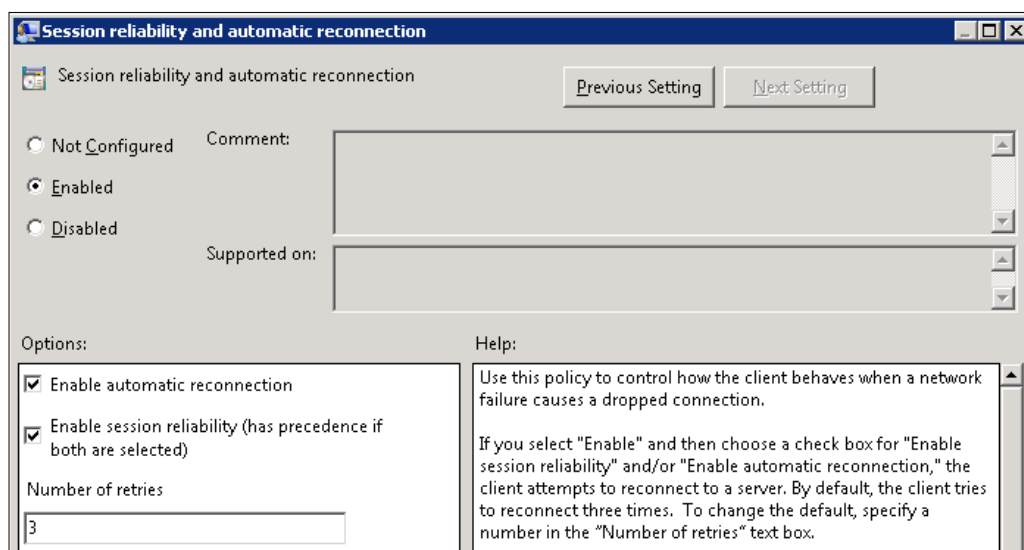 Session reliability and automatic reconnection
Session reliability and automatic reconnection
Previous Setting
Next Setting
Not Configured
Comment:
Enabled
Disabled
Supported on:
Options:
Help:
Enable automatic reconnection
Enable session reliability (has precedence if
both are selected)
Number of retries
3
Use this policy to control how the client behaves when a network
failure causes a dropped connection.
If you select "Enable" and then choose a check box for "Enable
session reliability" and/or "Enable automatic reconnection," the
client attempts to reconnect to a server. By default, the client tries
to reconnect three times.  To change the default, specify a
number in the “Number of retries” text box.